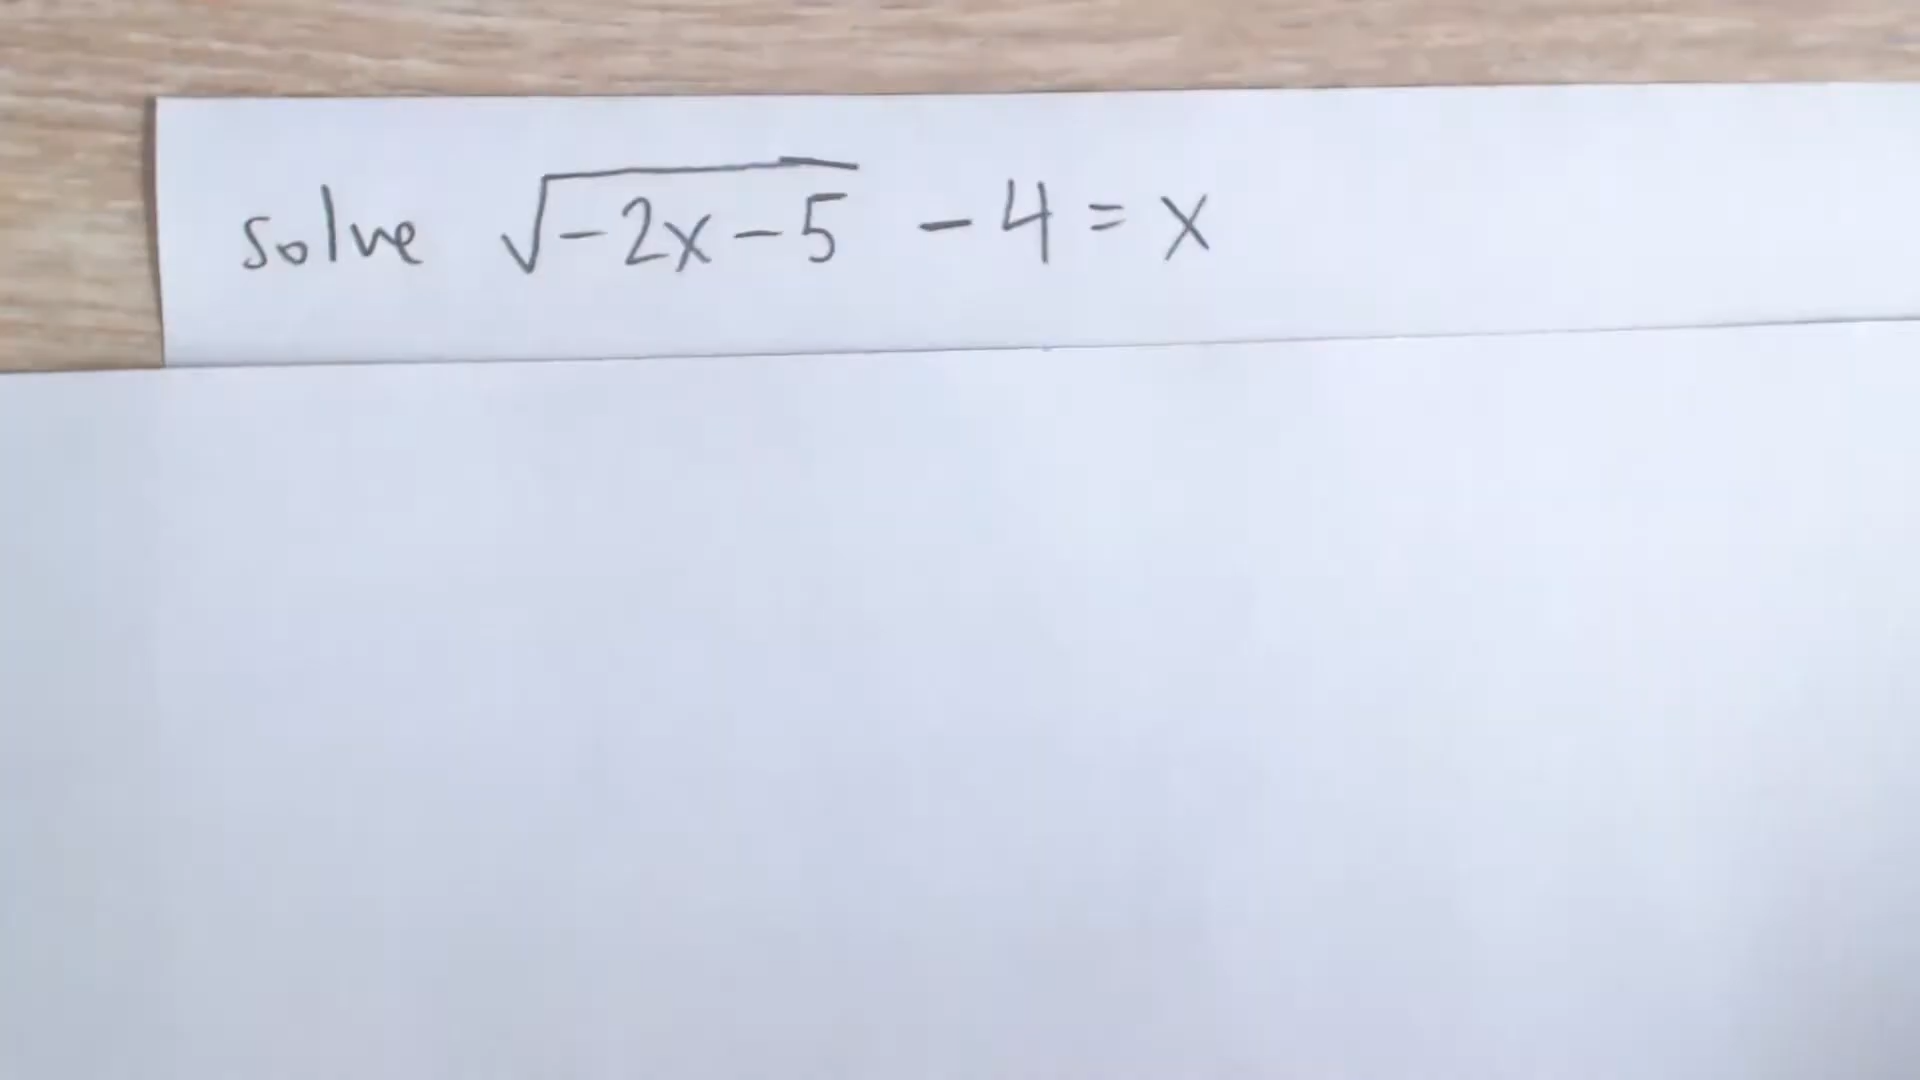 solve √(-2x-5) - 4 = x